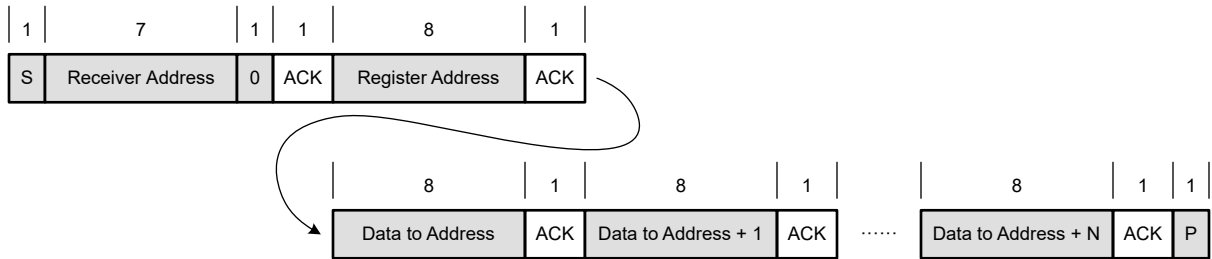 1 7 1 1 8 1
S Receiver Address 0 ACK Register Address ACK
8 1 8 1 8 1 1
Data to Address ACK Data to Address + 1 ACK ...... Data to Address + N ACK P